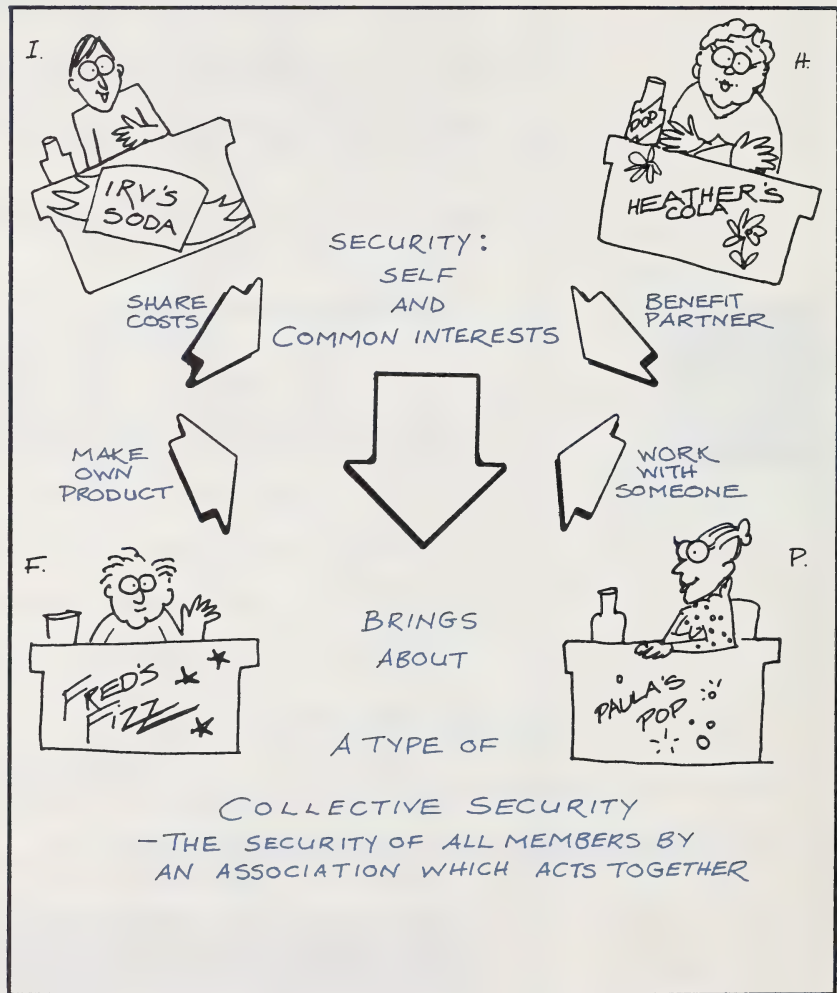 I.
H.
POP
IRV'S
SODA
HEATHER'S
COLA
SECURITY:
SELF
AND
COMMON INTERESTS
SHARE
COSTS
BENEFIT
PARTNER
MAKE
OWN
PRODUCT
WORK
WITH
SOMEONE
F.
P.
FRED'S
FIZZ
PAULA'S
POP
BRINGS
ABOUT
A TYPE OF
COLLECTIVE SECURITY
—THE SECURITY OF ALL MEMBERS BY
AN ASSOCIATION WHICH ACTS TOGETHER